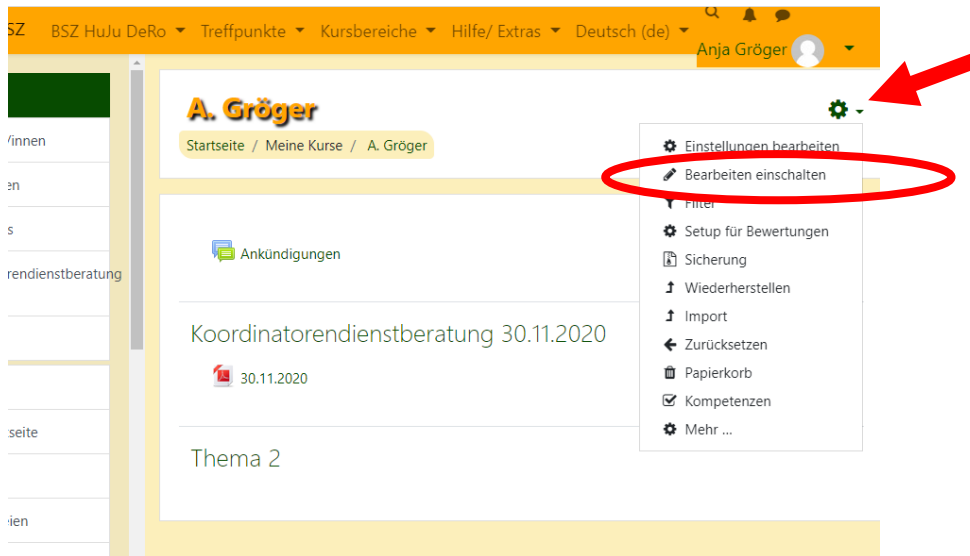 SZ BSZ HuJu DeRo Treffpunkte Kursbereiche Hilfe/ Extras Deutsch (de)
Anja Gröger
/innen
en
s
rendienstberatung
tseite
ien
A. Gröger
Startseite / Meine Kurse / A. Gröger
Einstellungen bearbeiten
Bearbeiten einschalten
Filter
Setup für Bewertungen
Sicherung
Wiederherstellen
Import
Zurücksetzen
Papierkorb
Kompetenzen
Mehr ...
Ankündigungen
Koordinatorendienstberatung 30.11.2020
30.11.2020
Thema 2